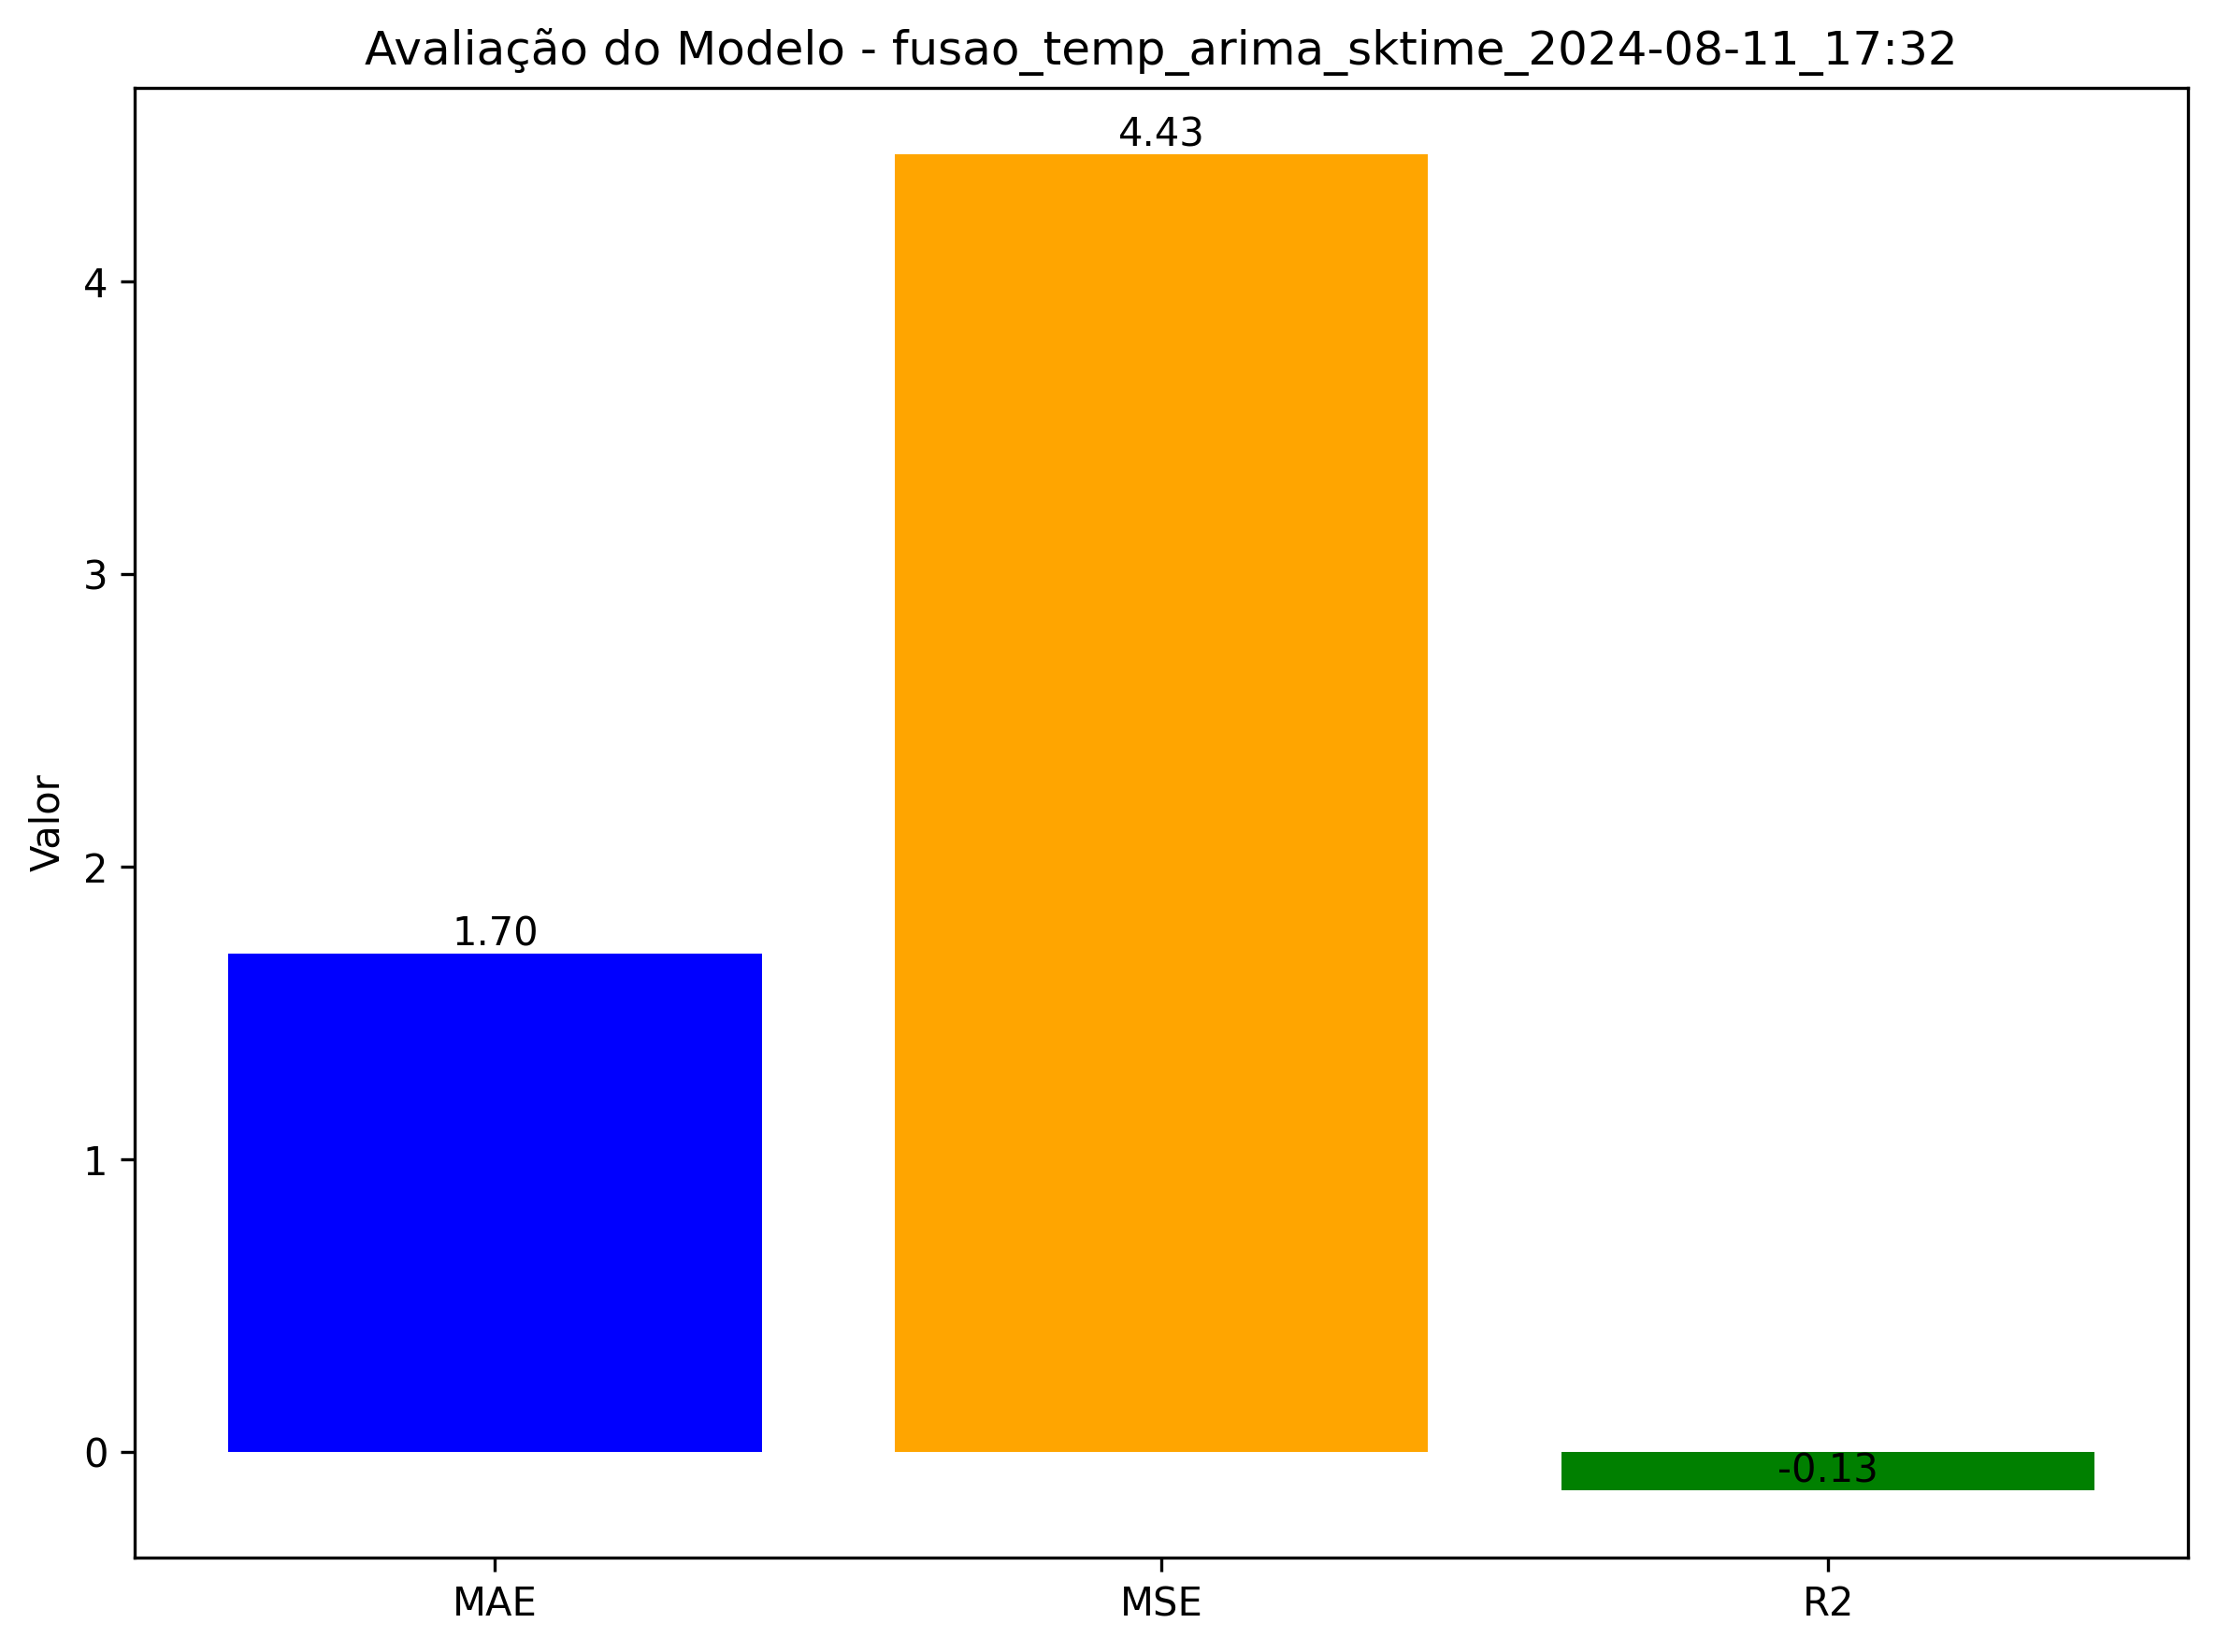 Avaliação do Modelo - fusao_temp_arima_sktime_2024-08-11_17:32
4.43
4
3
Valor
2
1.70
1
0
-0.13
MAE
MSE
R2